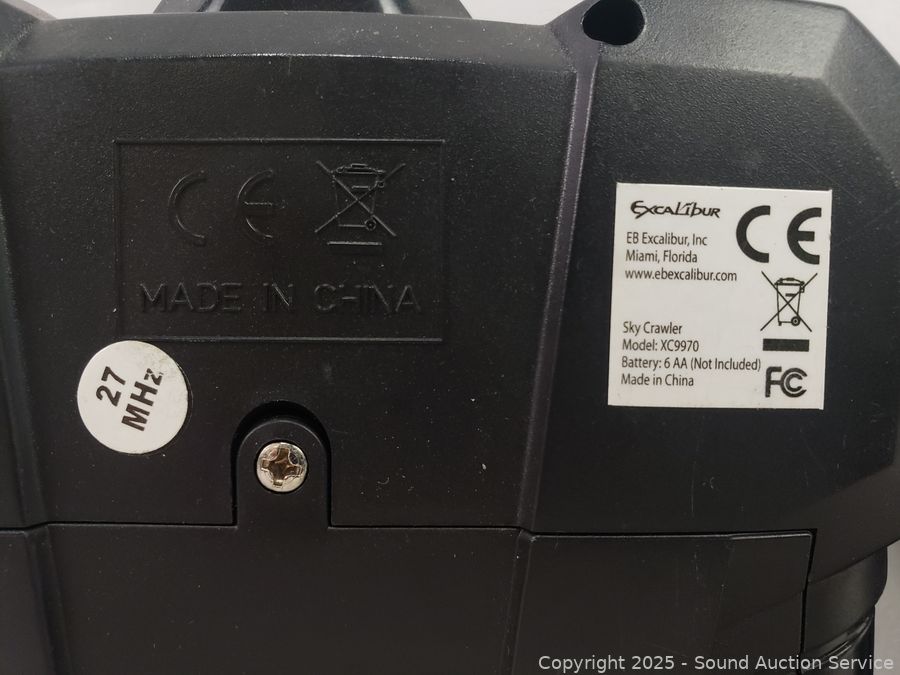 CE
MADE IN CHINA
27
MHz
Excalibur
EB Excalibur, Inc
Miami, Florida
www.ebexcalibur.com
CE
Sky Crawler
Model: XC9970
Battery: 6 AA (Not Included)
Made in China
FC
Copyright 2025 - Sound Auction Service